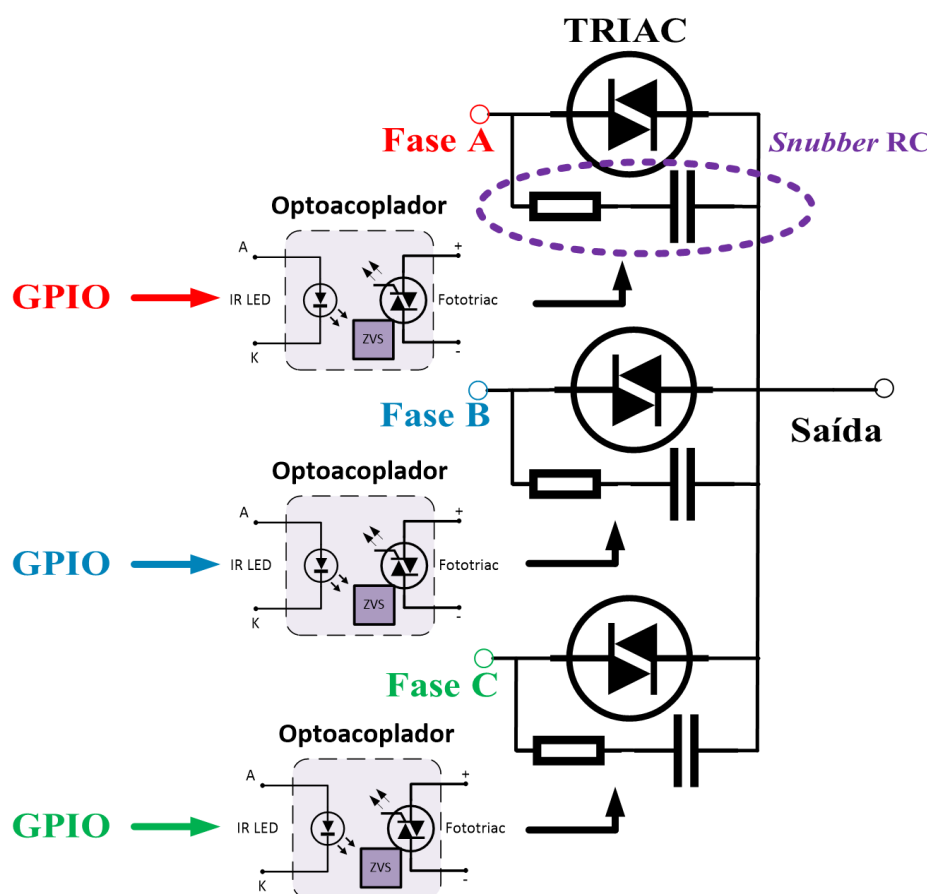 TRIAC
Fase A
Snubber RC
Optoacoplador
A
+
GPIO
IR LED
Fototriac
ZVS
K
-
Fase B
Saída
Optoacoplador
A
+
GPIO
IR LED
Fototriac
ZVS
K
-
Fase C
Optoacoplador
A
+
GPIO
IR LED
Fototriac
ZVS
K
-